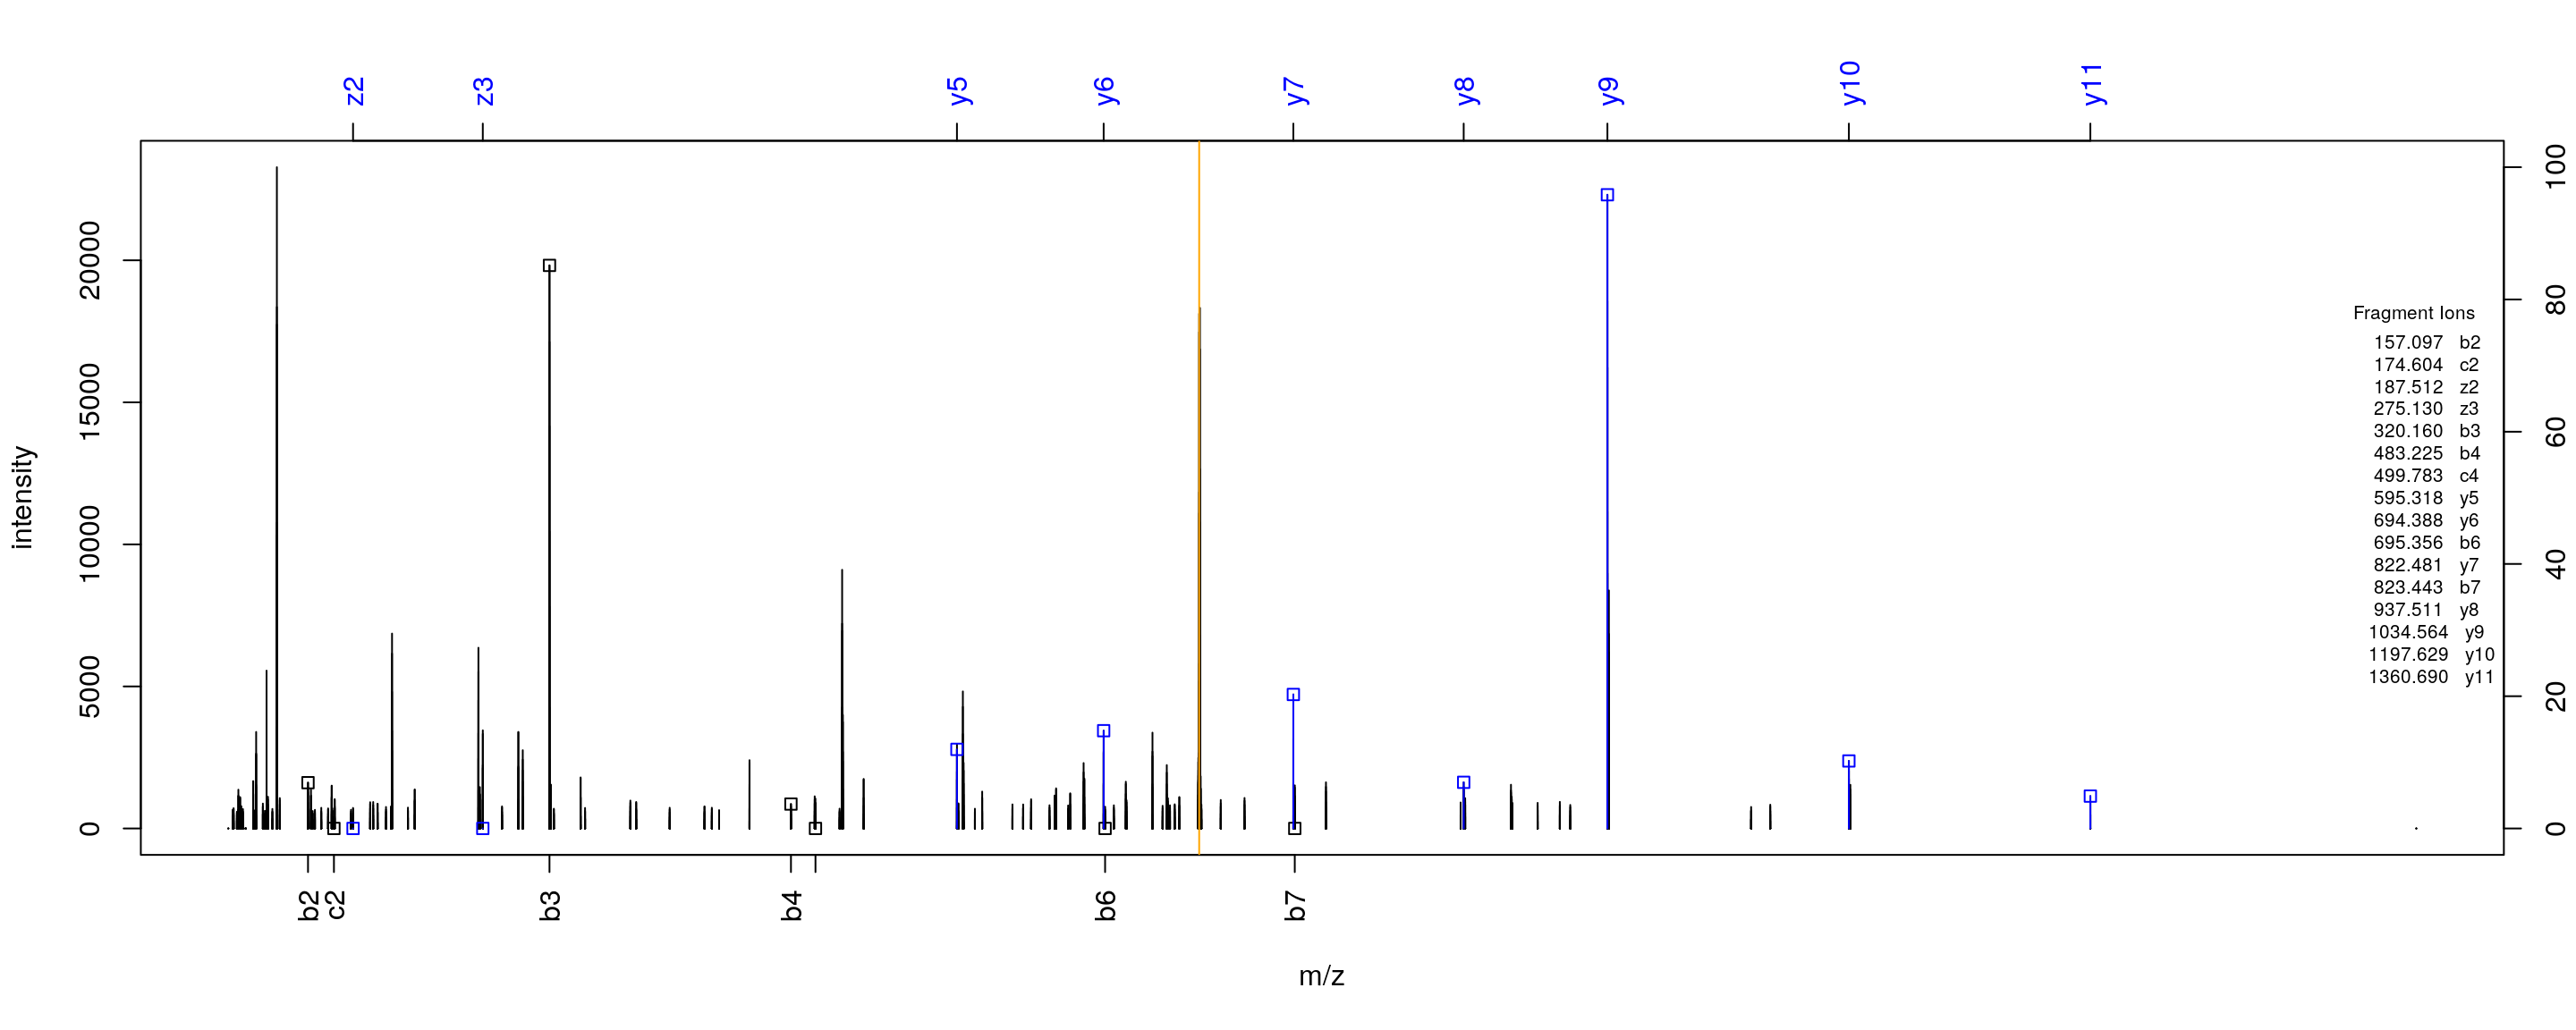 z2 z3 y5 y6 y7 y8 y9 y10 y11
intensity
0 5000 10000 15000 20000
0 20 40 60 80 100
Fragment Ions
157.097 b2
174.604 c2
187.512 z2
275.130 z3
320.160 b3
483.225 b4
499.783 c4
595.318 y5
694.388 y6
695.356 b6
822.481 y7
823.443 b7
937.511 y8
1034.564 y9
1197.629 y10
1360.690 y11
b2 c2 b3 b4 b6 b7
m/z